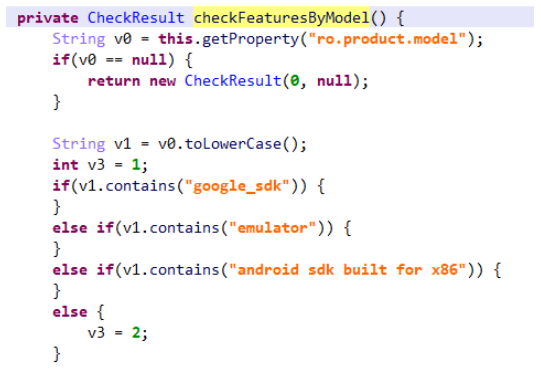 private CheckResult checkFeaturesByModel() {
String v0 = this.getProperty("ro.product.model");
if(v0 == null) {
return new CheckResult(0, null);
}
String v1 = v0.toLowerCase();
int v3 = 1;
if(v1.contains("google_sdk")) {
}
else if(v1.contains("emulator")) {
}
else if(v1.contains("android sdk built for x86")) {
}
else {
v3 = 2;
}